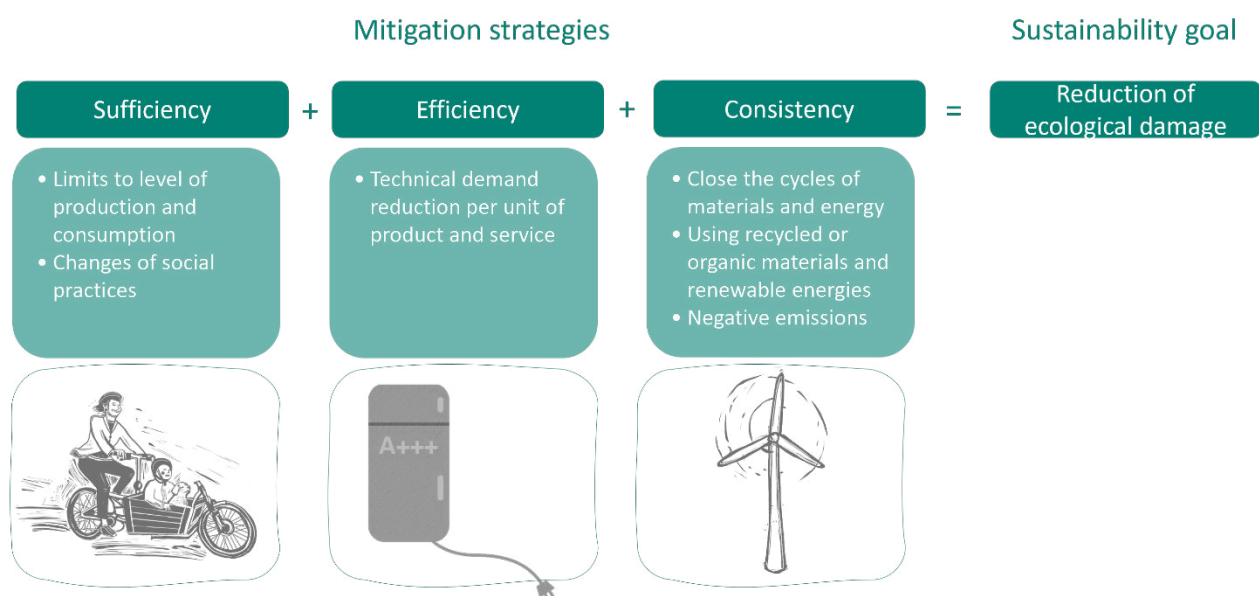 Mitigation strategies
Sustainability goal
Sufficiency
+
Efficiency
+
Consistency
=
Reduction of
ecological damage
• Limits to level of
production and
consumption
• Changes of social
practices
• Technical demand
reduction per unit of
product and service
• Close the cycles of
materials and energy
• Using recycled or
organic materials and
renewable energies
• Negative emissions
A+++